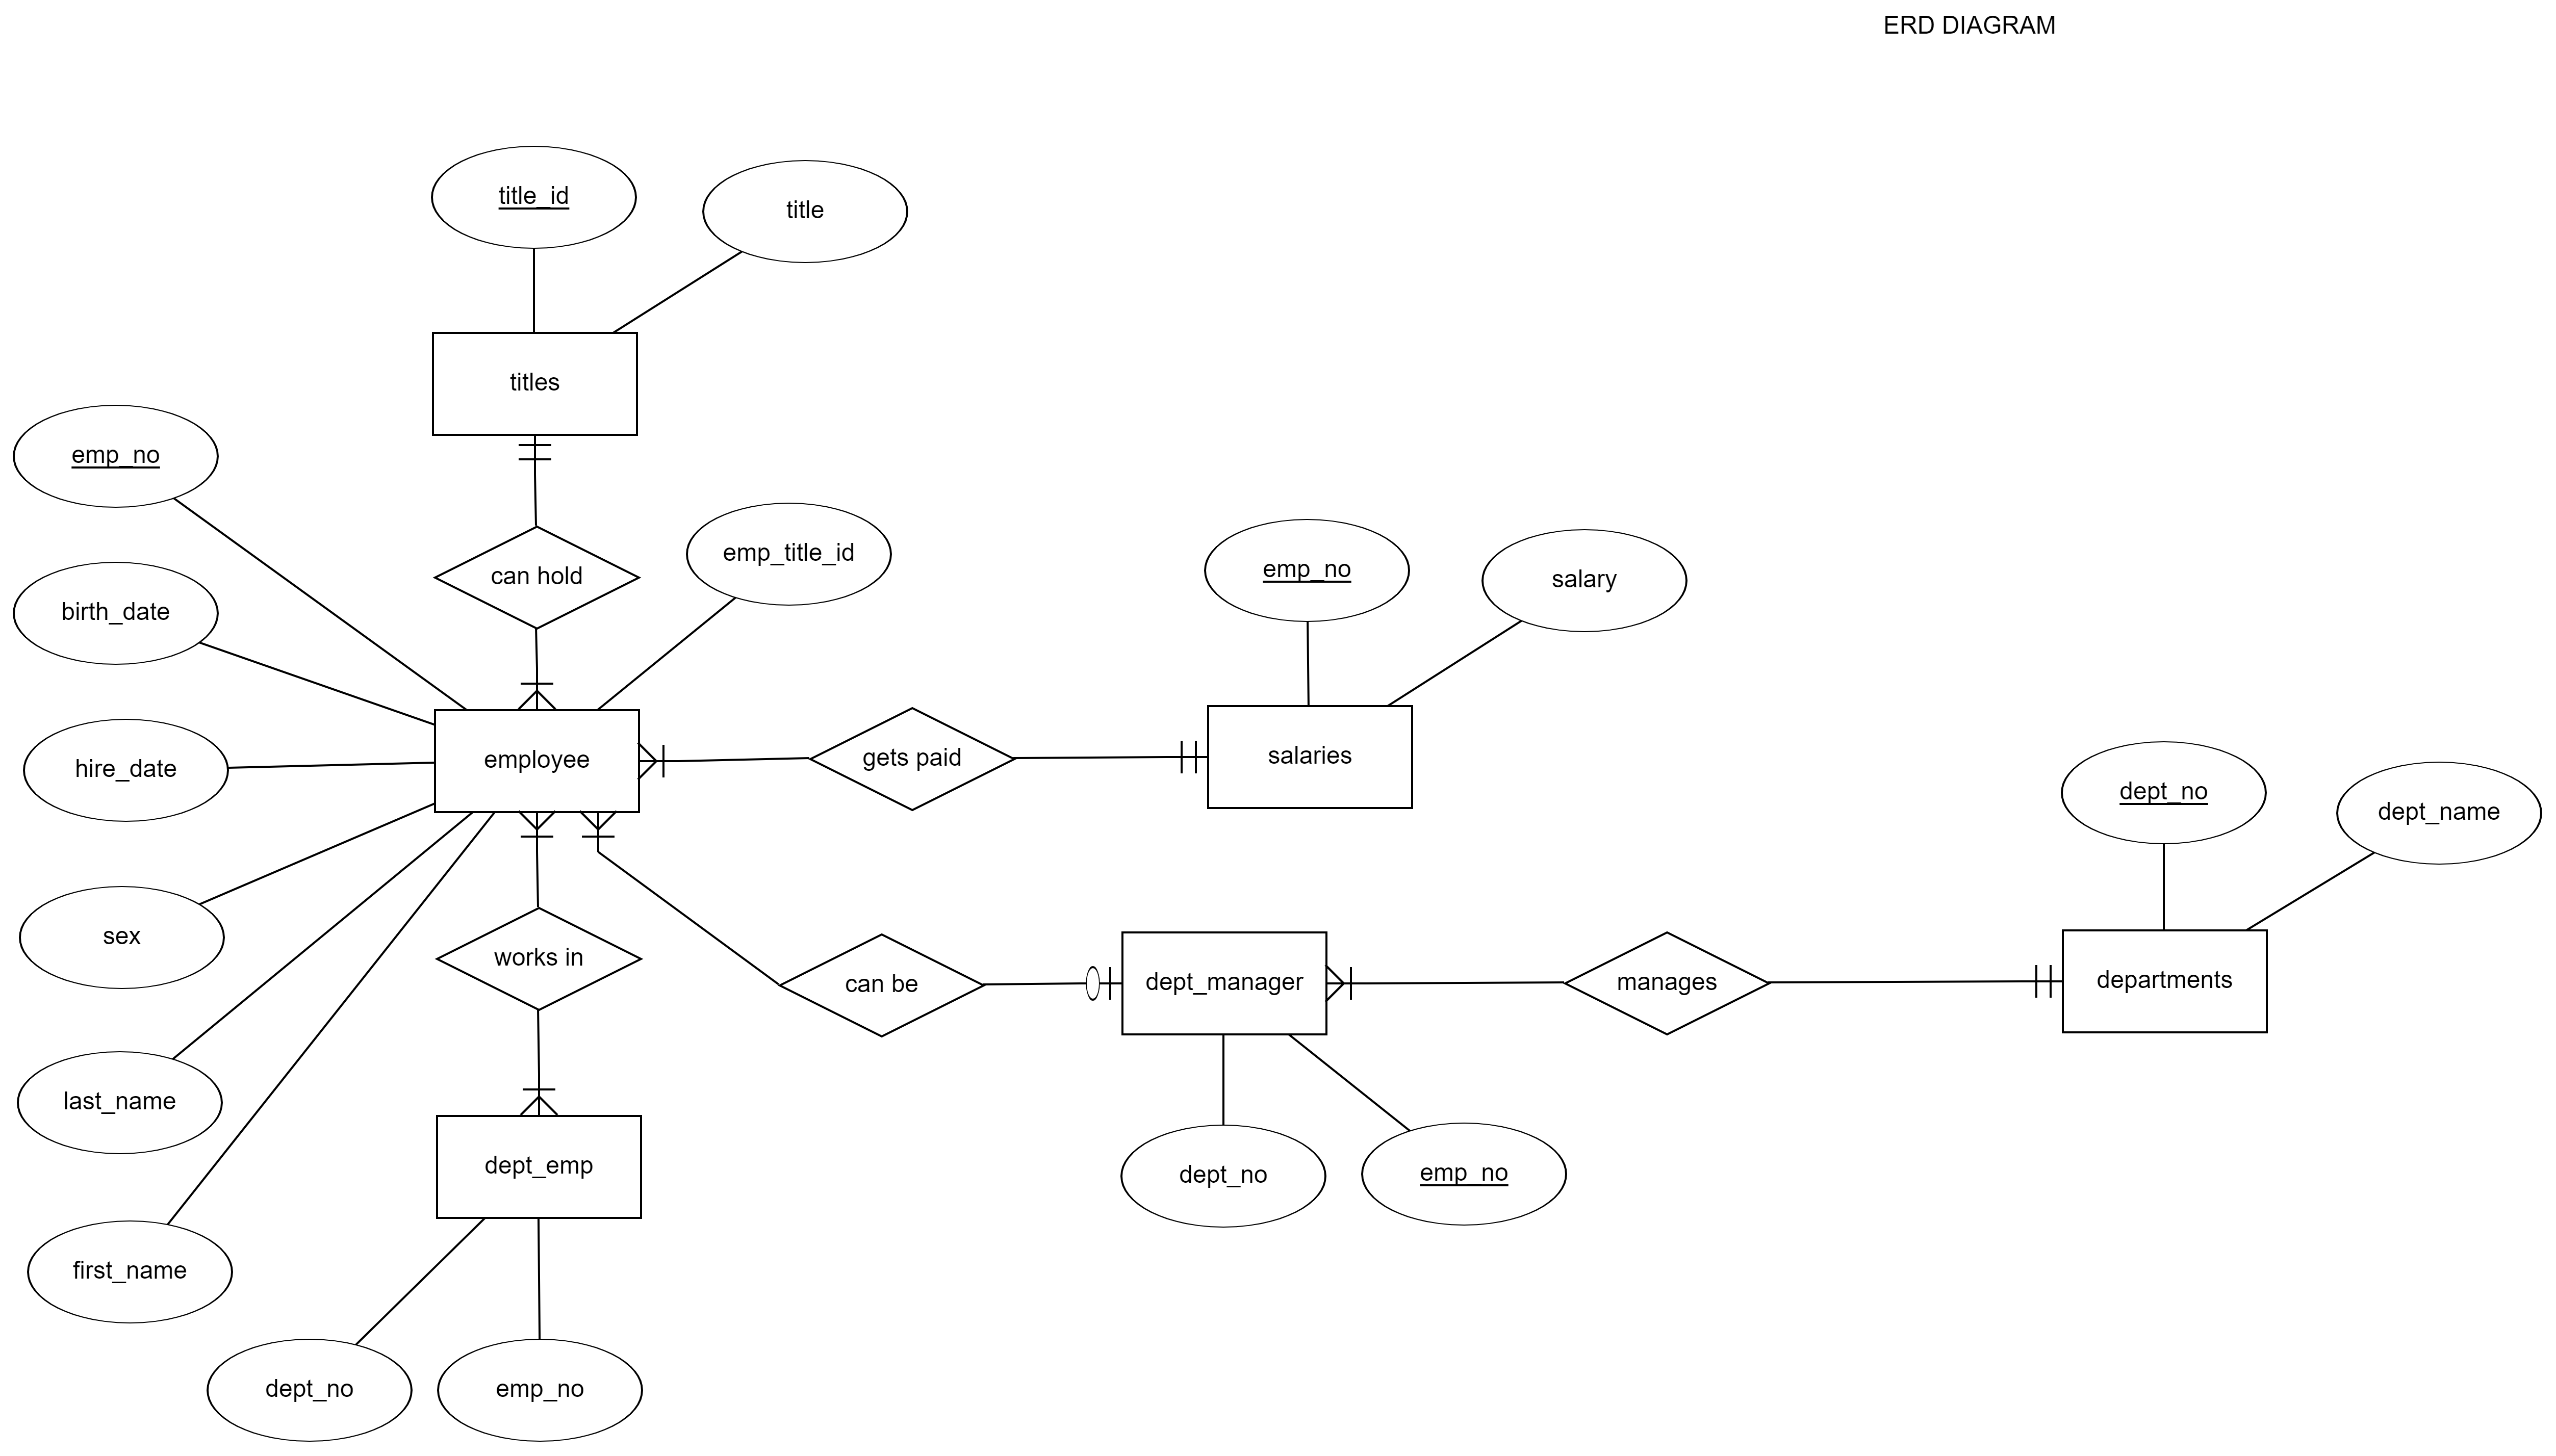 ERD DIAGRAM
title_id
title
titles
emp_no
can hold
emp_title_id
birth_date
emp_no
salary
hire_date
employee
gets paid
salaries
dept_no
dept_name
sex
works in
can be
dept_manager
manages
departments
last_name
dept_emp
dept_no
emp_no
first_name
dept_no
emp_no